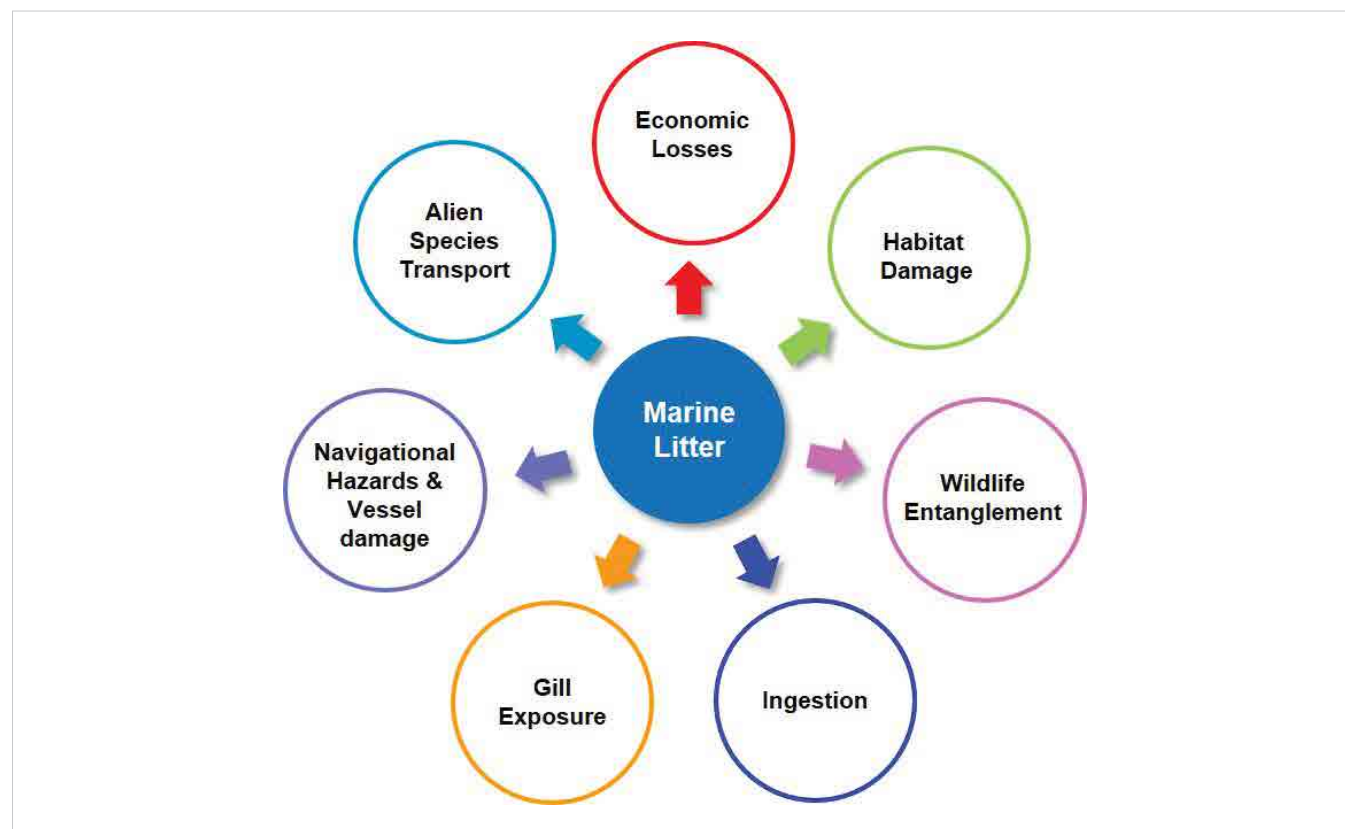 Economic
Losses
Alien
Species
Transport
Habitat
Damage
Marine
Litter
Navigational
Hazards &
Vessel
damage
Wildlife
Entanglement
Gill
Exposure
Ingestion